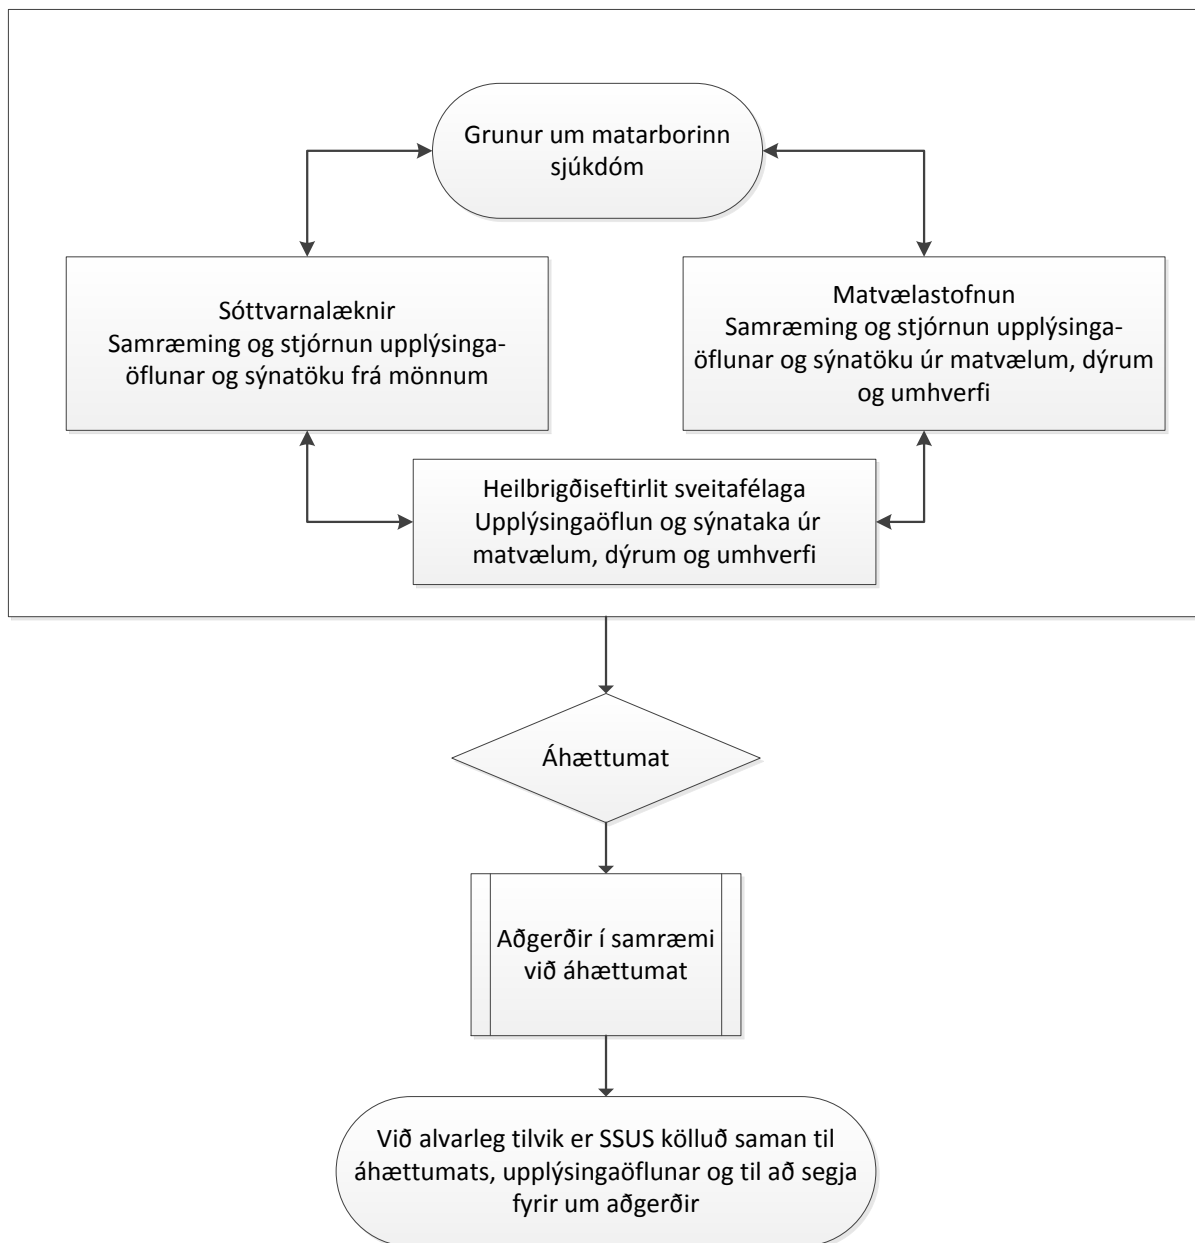 Grunur um matarborinn
sjúkdóm
Sóttvarnalæknir
Samræming og stjórnun upplýsinga-
öflunar og sýnatöku frá mönnum
Matvælastofnun
Samræming og stjórnun upplýsinga-
öflunar og sýnatöku úr matvælum, dýrum
og umhverfi
Heilbrigðiseftirlit sveitafélaga
Upplýsingaöflun og sýnataka úr
matvælum, dýrum og umhverfi
Áhættumat
Aðgerðir í samræmi
við áhættumat
Við alvarleg tilvik er SSUS kölluð saman til
áhættumats, upplýsingaöflunar og til að segja
fyrir um aðgerðir